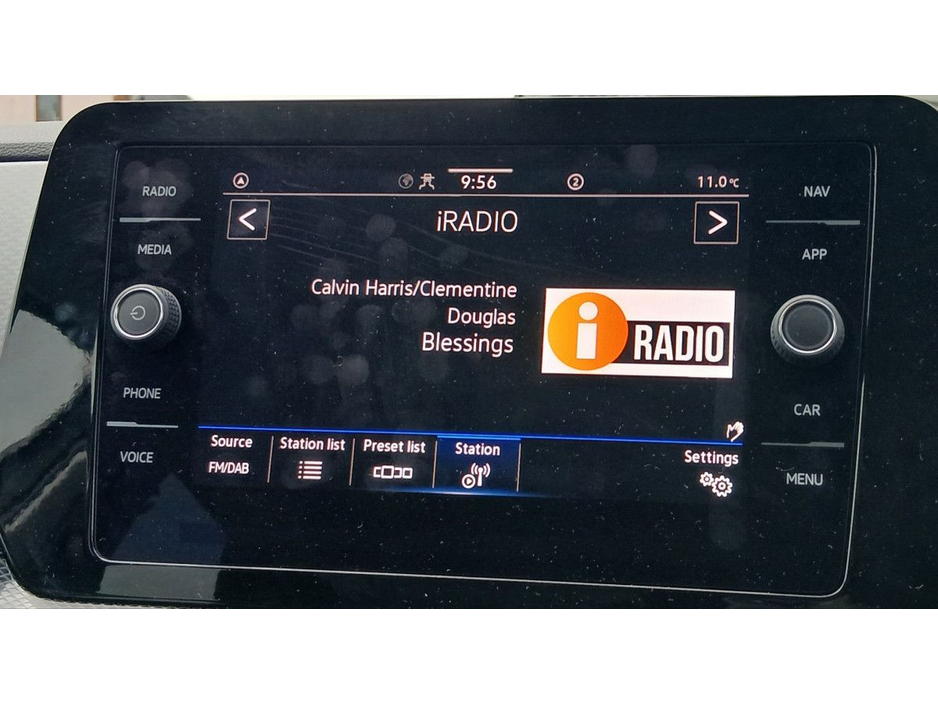 RADIO
MEDIA
PHONE
VOICE
9:56
2
11.0°C
<
iRADIO
>
Calvin Harris/Clementine
Douglas
Blessings
i RADIO
Source
FM/DAB
Station list
Preset list
Station
Settings
NAV
APP
CAR
MENU